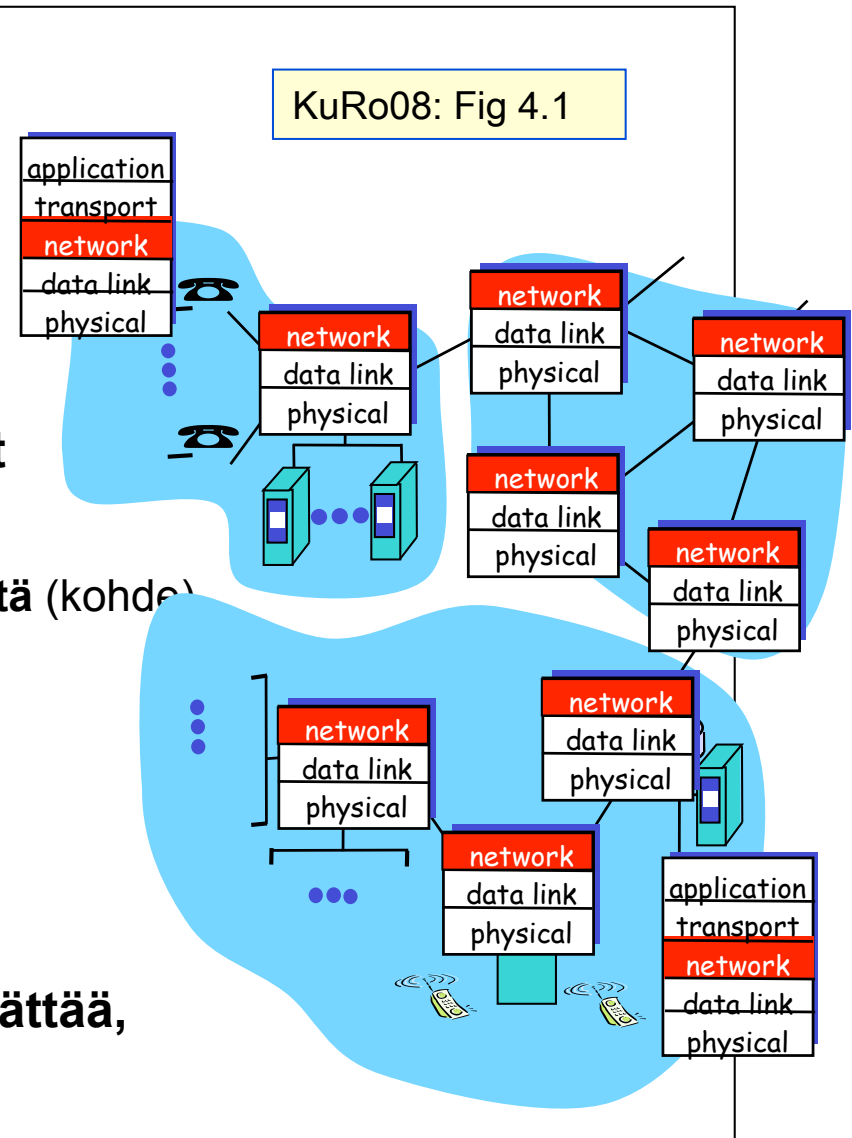 KuRo08: Fig 4.1
application
transport
network
data link
physical
network
data link
physical
network
data link
physical
network
data link
physical
t
network
data link
physical
network
data link
physical
tä (kohde)
network
data link
physical
network
data link
physical
network
data link
physical
application
transport
network
data link
physical
ättää,